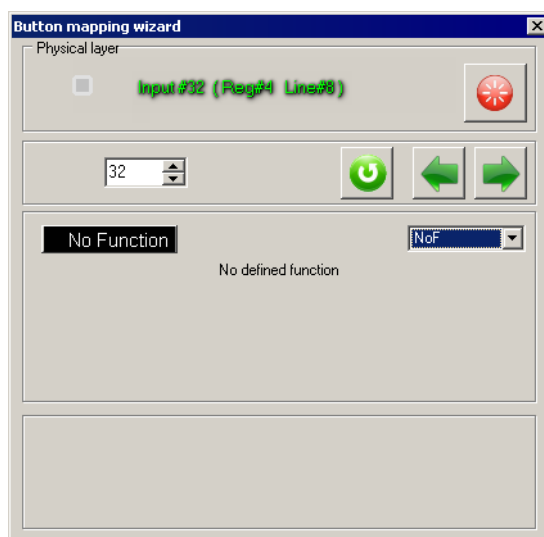 Button mapping wizard
Physical layer
Input#32 (Reg#4 Line#8)
32
No Function
NoF
No defined function